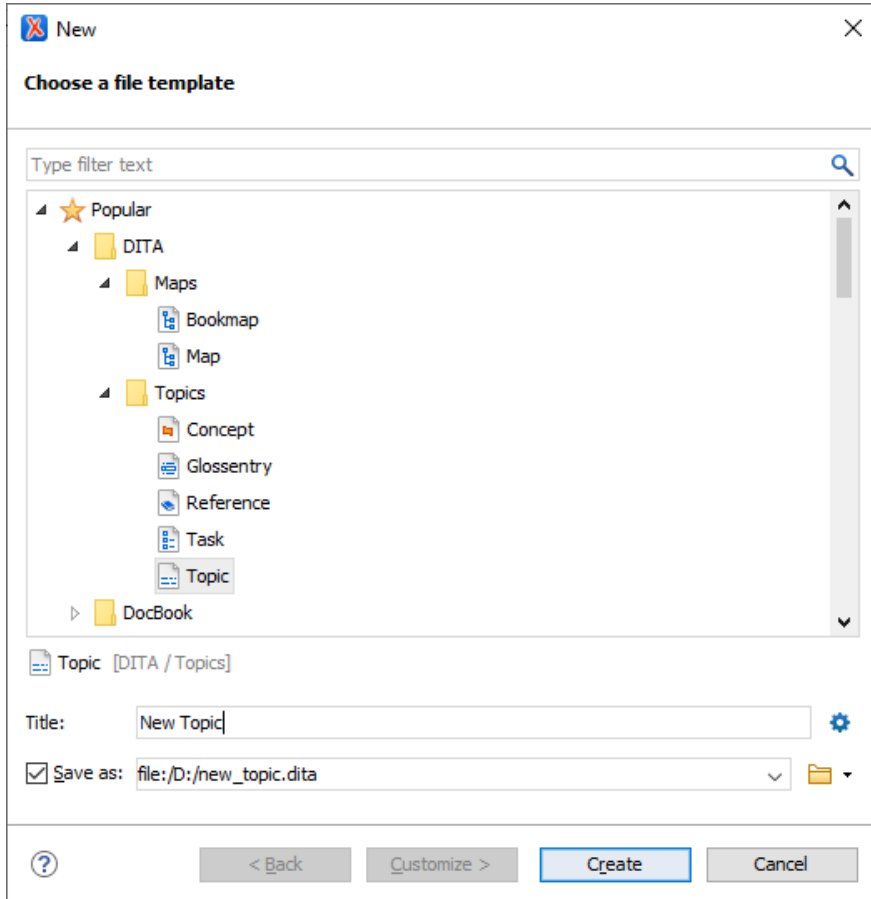 New
Choose a file template
Type filter text
Popular
DITA
Maps
Bookmap
Map
Topics
Concept
Glossentry
Reference
Task
Topic
DocBook
Topic [DITA / Topics]
Title: New Topic
Save as: file:/D:/new_topic.dita
? < Back Customize > Create Cancel